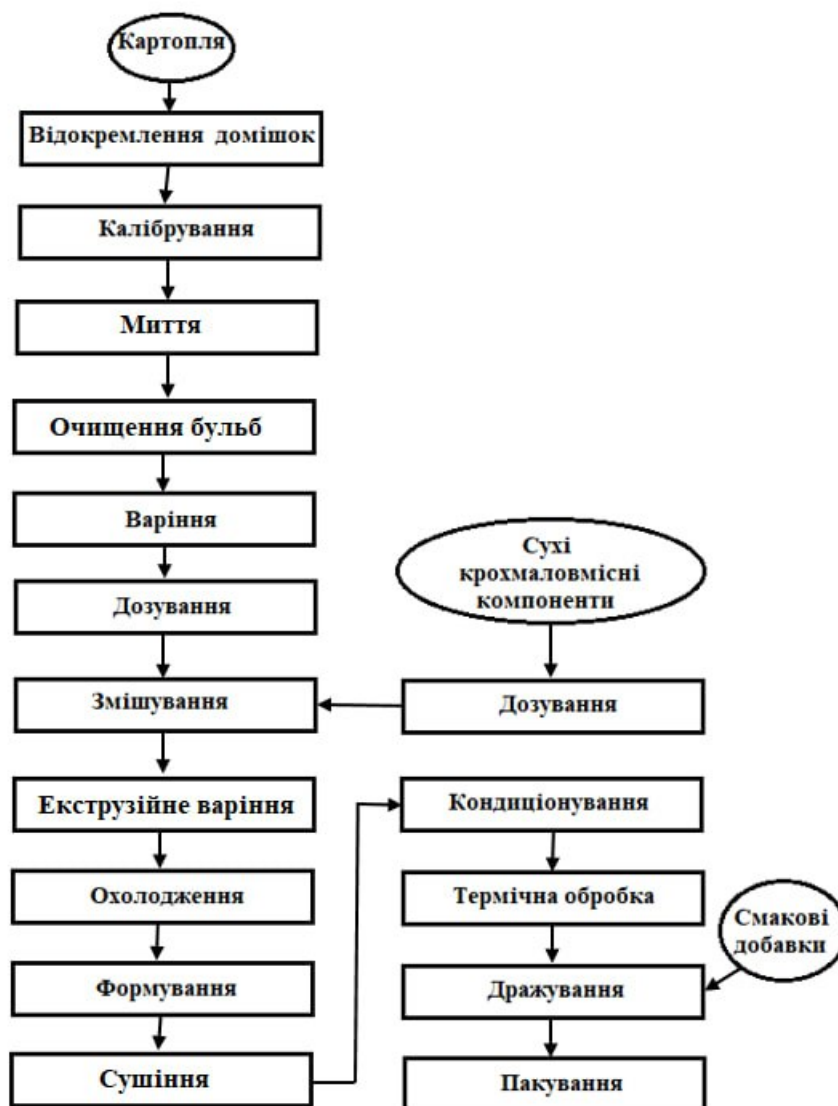 Картопля
Відокремлення домішок
Калібрування
Миття
Очищення бульб
Варіння
Дозування
Змішування
Екструзійне варіння
Охолодження
Формування
Сушіння
Сухі
крохмаловмісні
компоненти
Дозування
Кондиціонування
Термічна обробка
Смакові
добавки
Дражування
Пакування